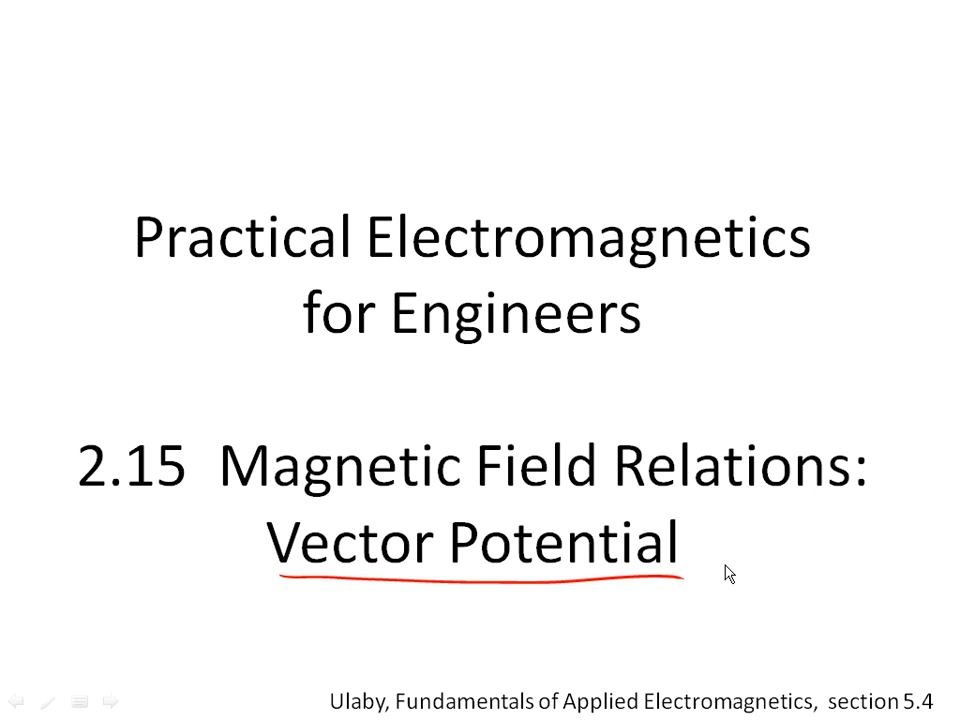 Practical Electromagnetics
for Engineers
2.15  Magnetic Field Relations:
Vector Potential
Ulaby, Fundamentals of Applied Electromagnetics,  section 5.4